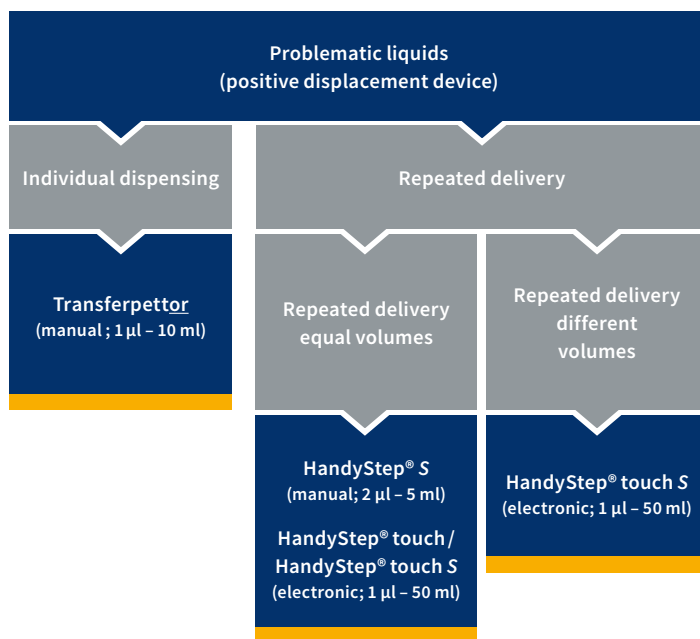 Problematic liquids
(positive displacement device)
Individual dispensing
Repeated delivery
Transferpettor
(manual ; 1 µl – 10 ml)
Repeated delivery
equal volumes
Repeated delivery
different
volumes
HandyStep® S
(manual; 2 µl – 5 ml)
HandyStep® touch /
HandyStep® touch S
(electronic; 1 µl – 50 ml)
HandyStep® touch S
(electronic; 1 µl – 50 ml)